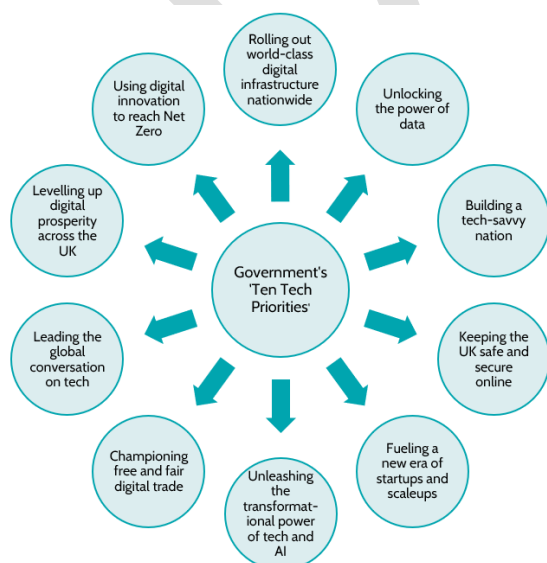 Rolling out
world-class
digital
infrastructure
nationwide
Unlocking
the power of
data
Building a
tech-savvy
nation
Keeping the
UK safe and
secure
online
Fueling a
new era of
startups and
scaleups
Unleashing
the
transformat-
ional power
of tech and
AI
Championing
free and fair
digital trade
Leading the
global
conversation
on tech
Levelling up
digital
prosperity
across the
UK
Using digital
innovation
to reach Net
Zero
Government's
'Ten Tech
Priorities'